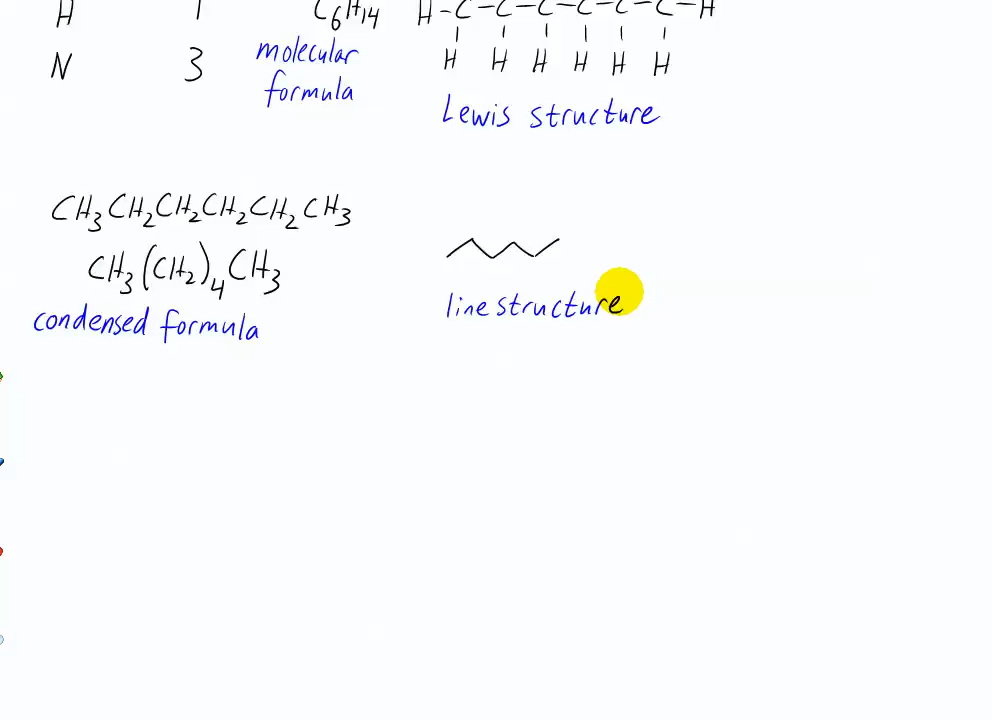 H 1 C6H14 H-C-C-C-C-C-C-H
N 3 molecular formula
H H H H H H
Lewis structure
CH3CH2CH2CH2CH2CH3
CH3(CH2)4CH3
condensed formula
line structure